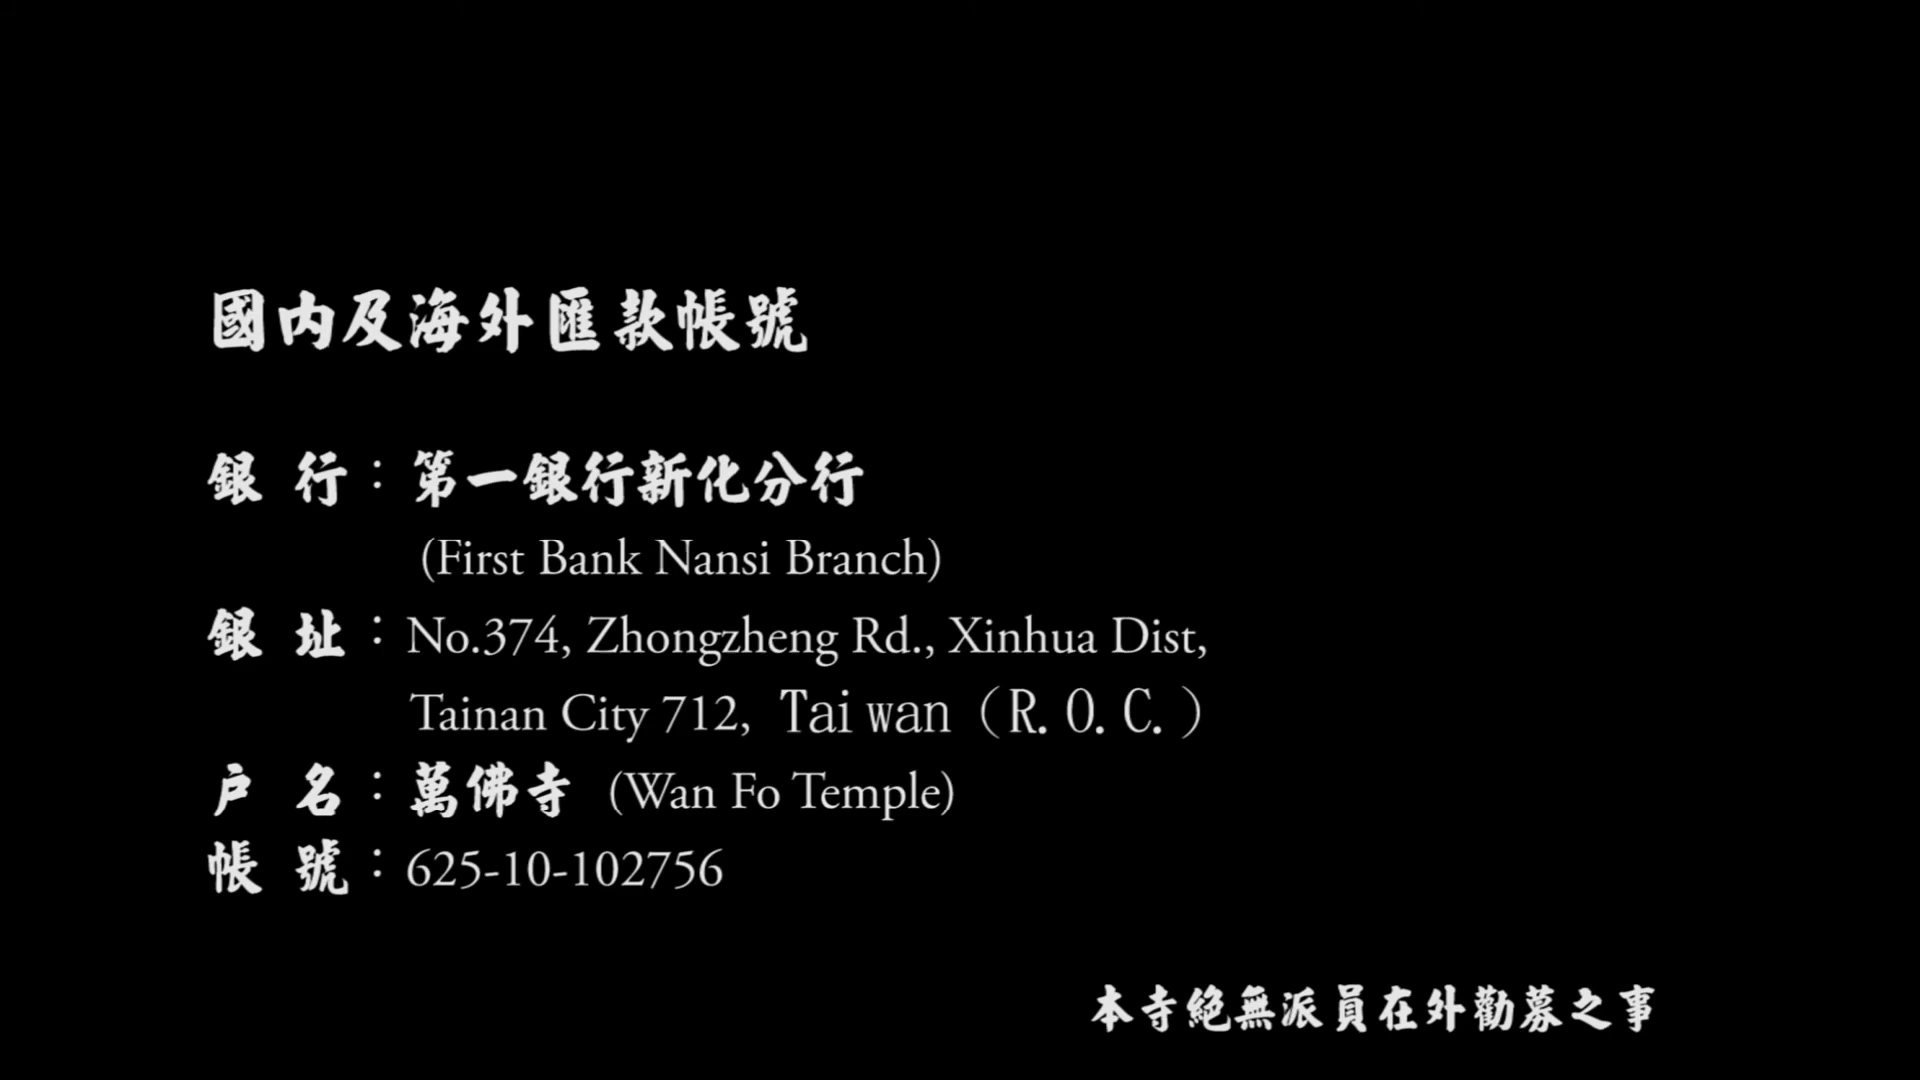 國內及海外匯款帳號
銀 行：第一銀行新化分行
(First Bank Nansi Branch)
銀 址：No.374, Zhongzheng Rd., Xinhua Dist,
Tainan City 712, Taiwan（R.O.C.）
戶 名：萬佛寺 (Wan Fo Temple)
帳 號：625-10-102756
本寺絕無派員在外勸募之事